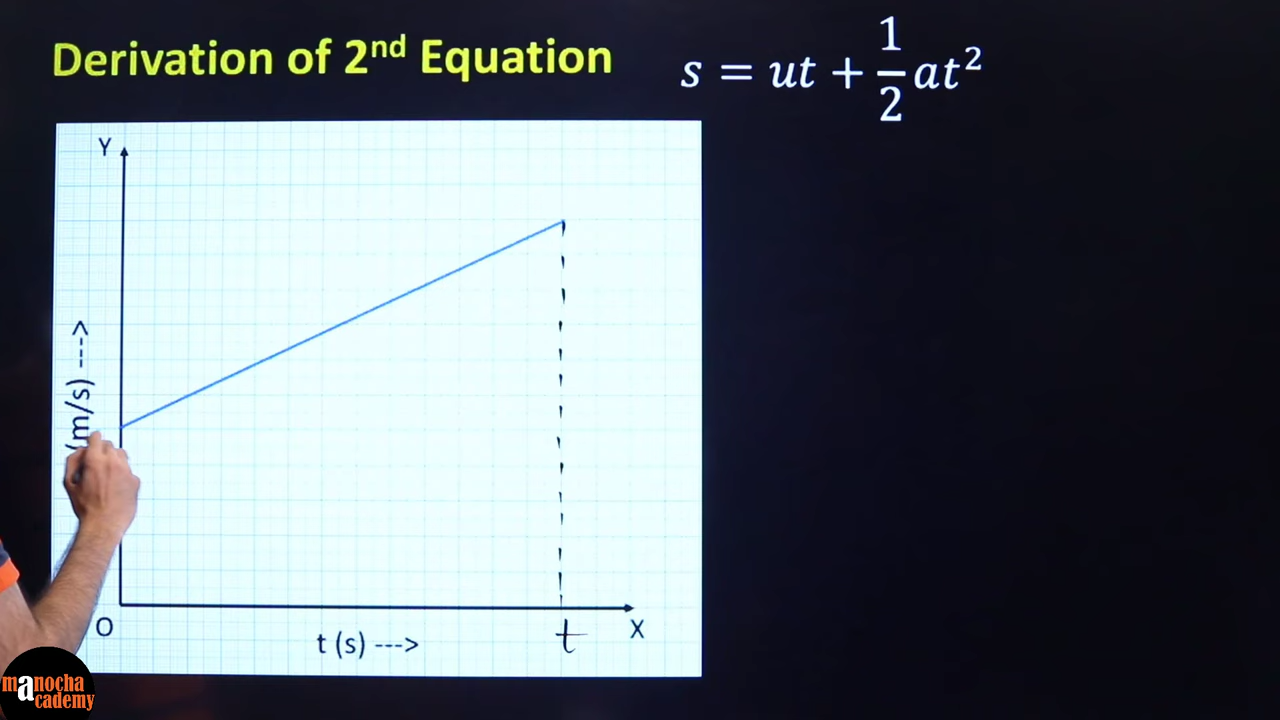 Derivation of 2nd Equation
s = ut + 1/2 at²
Y
(m/s) ---->
O
t (s) --->
t
X
manocha
academy